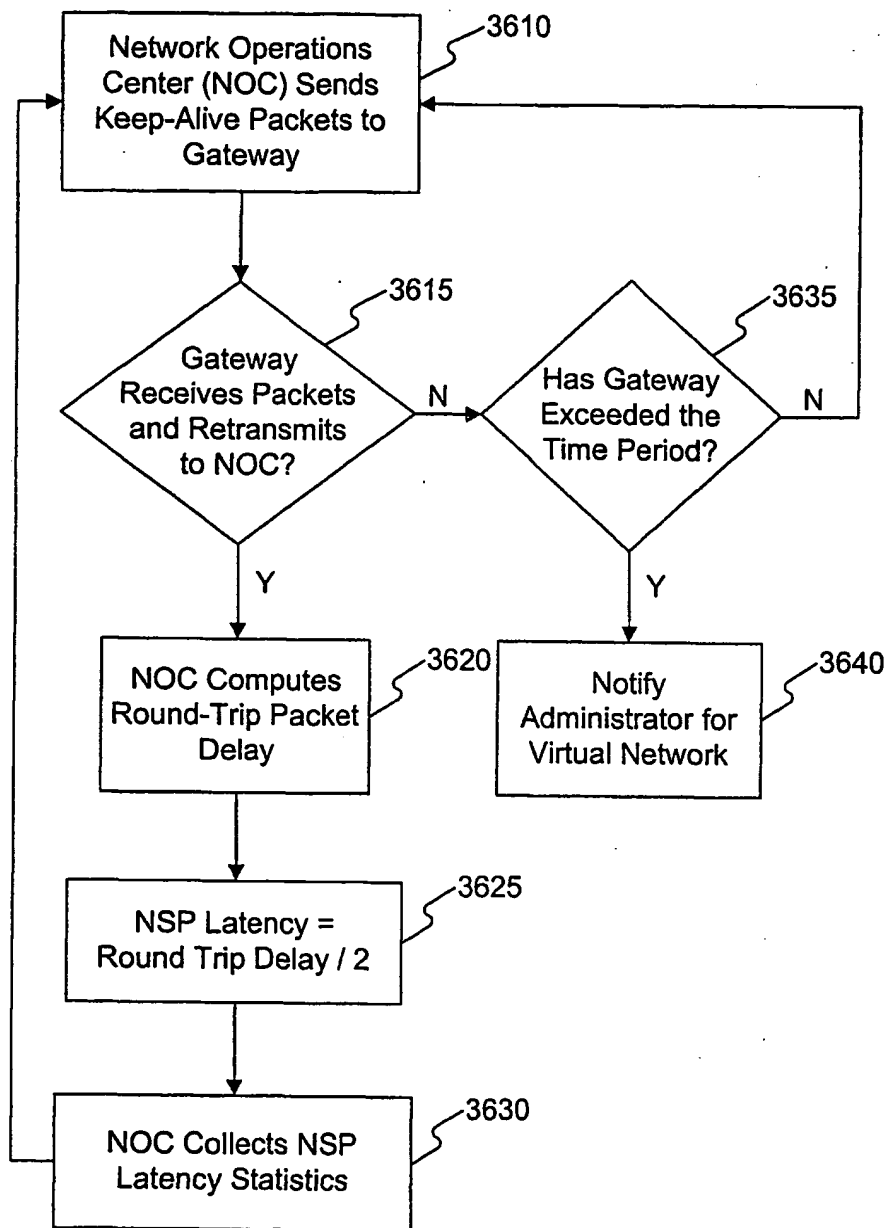 Network Operations
Center (NOC) Sends
Keep-Alive Packets to
Gateway
3610
Gateway
Receives Packets
and Retransmits
to NOC?
3615
N
Y
Has Gateway
Exceeded the
Time Period?
3635
N
Y
NOC Computes
Round-Trip Packet
Delay
3620
Notify
Administrator for
Virtual Network
3640
NSP Latency =
Round Trip Delay / 2
3625
NOC Collects NSP
Latency Statistics
3630